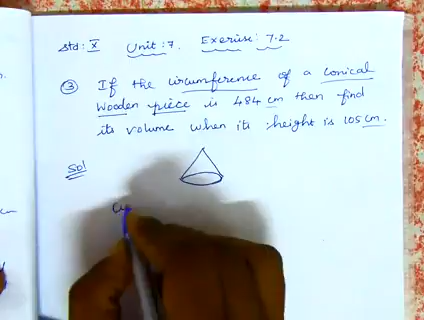 Std: X Unit: 7 Exercise: 7.2
③ If the circumference of a conical
Wooden piece is 484 cm then find
its volume when its height is 105 cm.
Sol